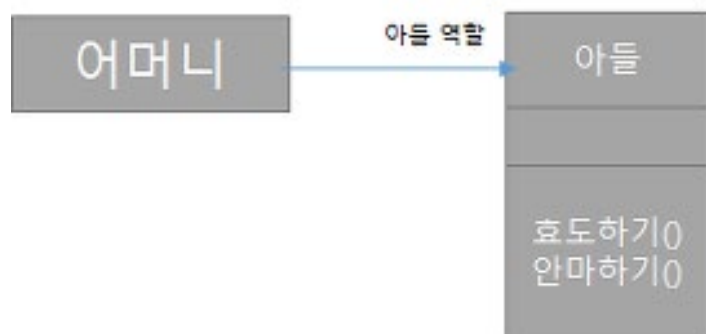 어머니
아들 역할
아들
효도하기()
안마하기()